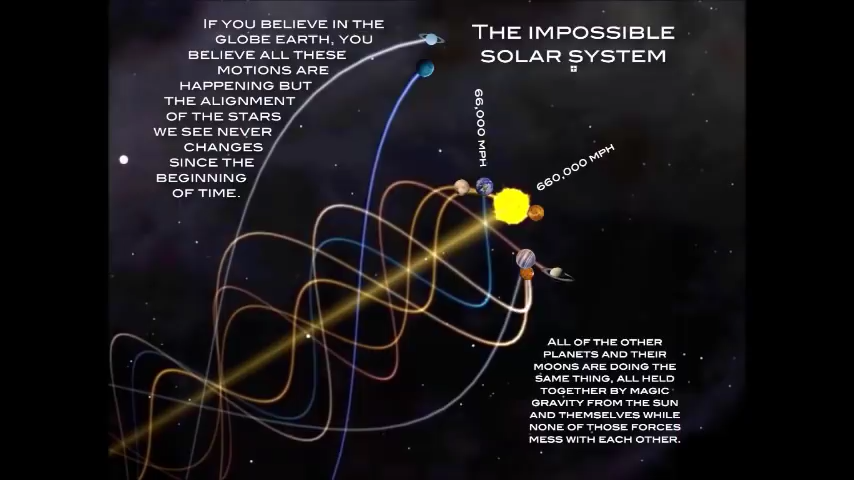 If you believe in the
globe earth, you
believe all these
motions are
happening but
the alignment
of the stars
we see never
changes
since the
beginning
of time.
The impossible
solar system
66,000 mph
660,000 mph
All of the other
planets and their
moons are doing the
same thing, all held
together by magic
gravity from the sun
and themselves while
none of those forces
mess with each other.